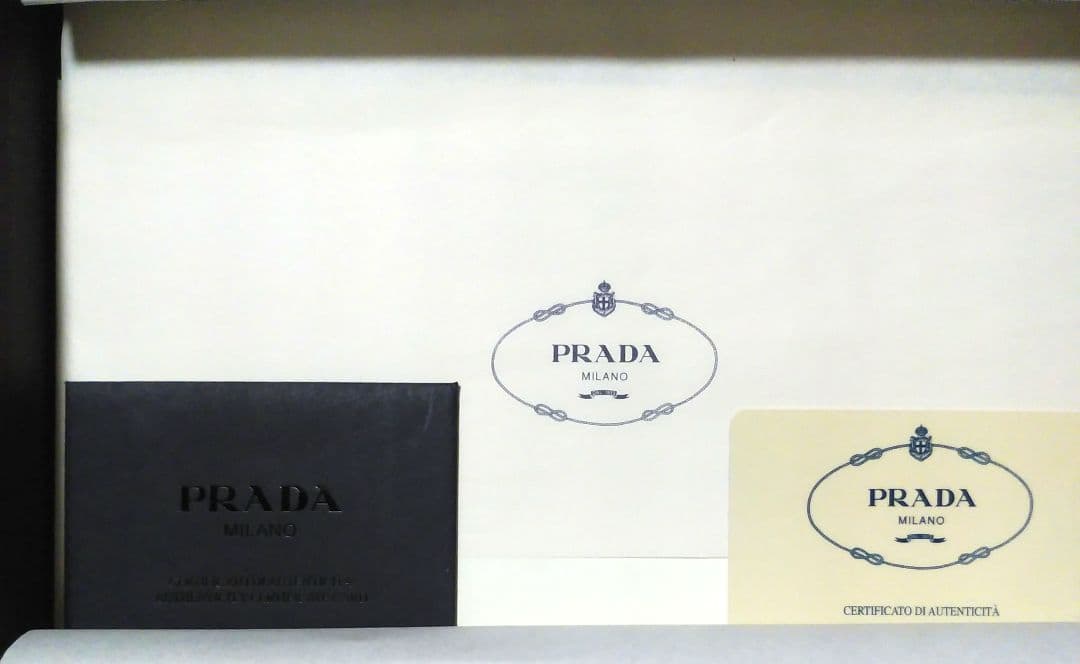 PRADA
MILANO
PRADA
MILANO
PRADA
MILANO
CERTIFICATO DI AUTENTICITÀ